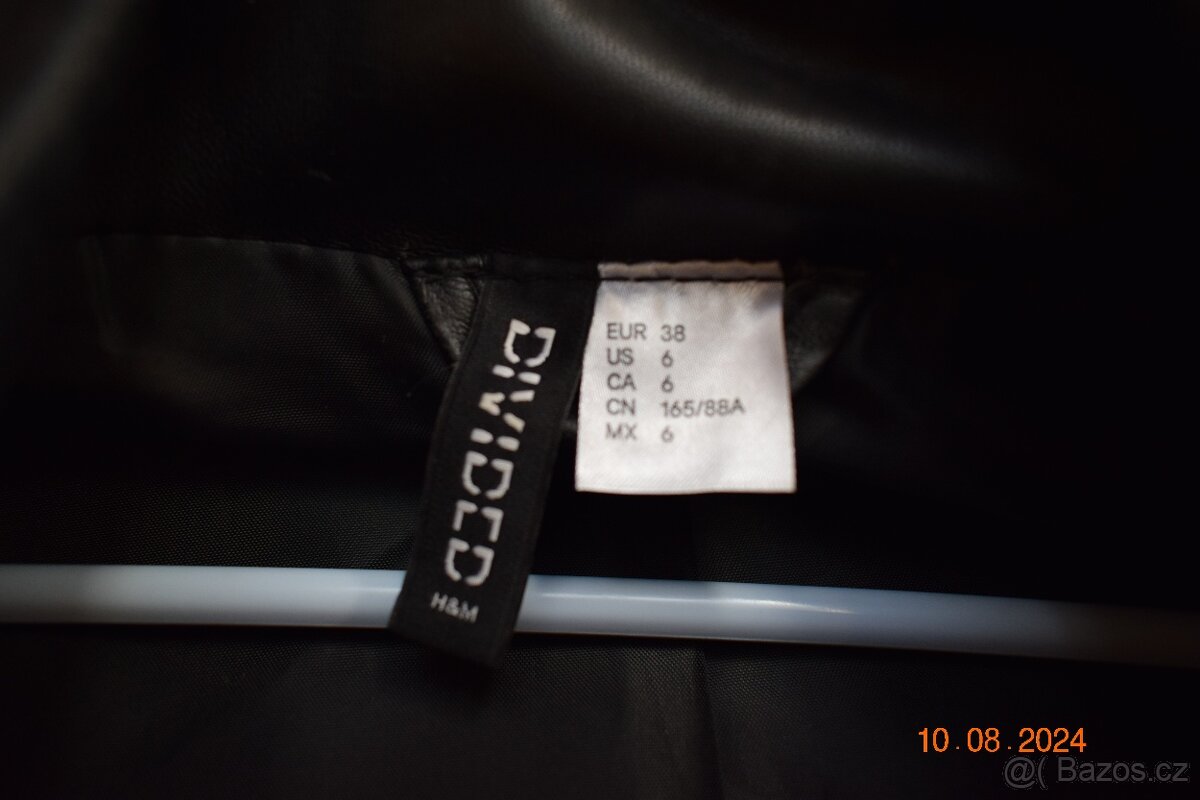 DIVIDED
H&M
EUR 38
US 6
CA 6
CN 165/88A
MX 6
10.08.2024
@( Bazos.cz